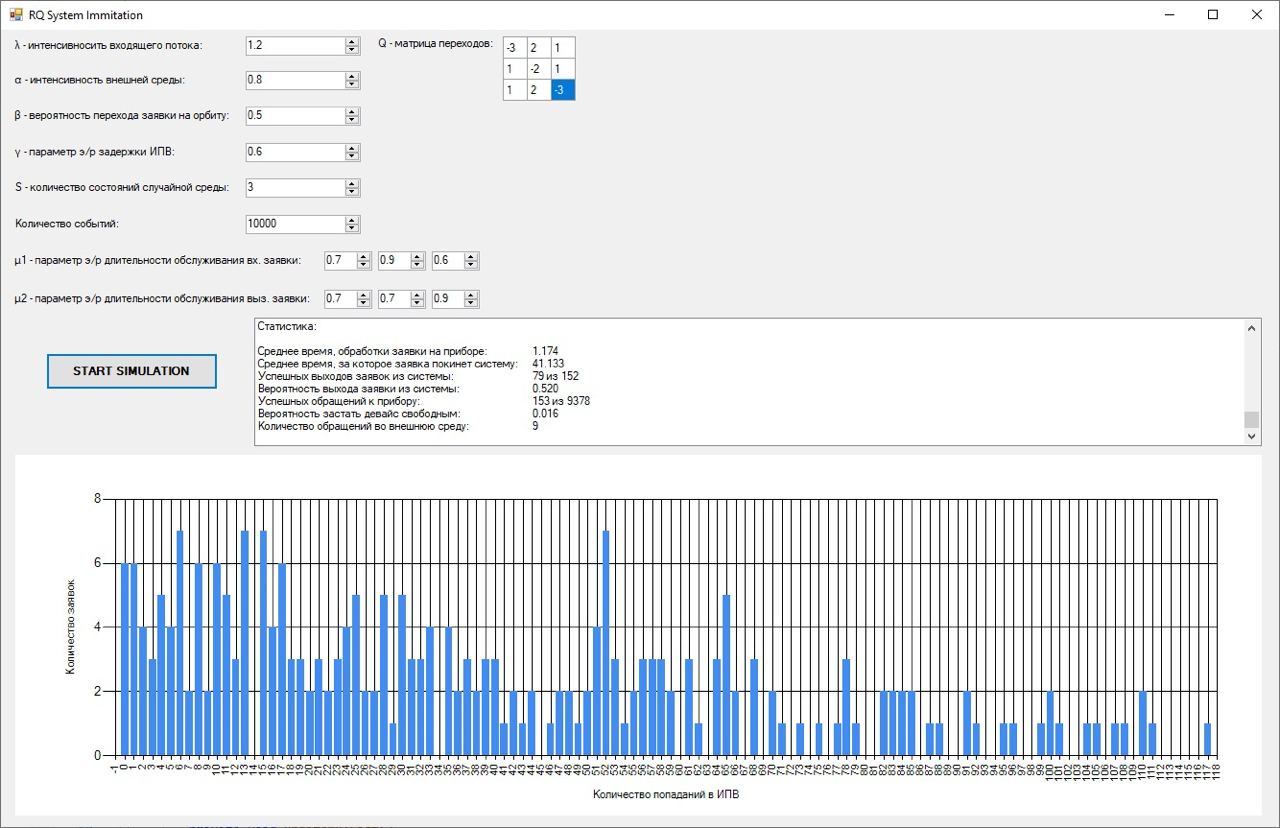 RQ System Immitation
λ - интенсивносить входящего потока: 1.2
Q - матрица переходов:
-3 2 1
1 -2 1
1 2 -3
α - интенсивность внешней среды: 0.8
β - вероятность перехода заявки на орбиту: 0.5
γ - параметр э/р задержки ИПВ: 0.6
S - количество состояний случайной среды: 3
Количество событий: 10000
μ1 - параметр э/р длительности обслуживания вх. заявки: 0.7 0.9 0.6
μ2 - параметр э/р длительности обслуживания выз. заявки: 0.7 0.7 0.9
START SIMULATION
Статистика:
Среднее время, обработки заявки на приборе: 1.174
Среднее время, за которое заявка покинет систему: 41.133
Успешных выходов заявок из системы: 79 из 152
Вероятность выхода заявки из системы: 0.520
Успешных обращений к прибору: 153 из 9378
Вероятность застать девайс свободным: 0.016
Количество обращений во внешнюю среду: 9
8
6
4
2
0
Количество заявок
-1 0 1 2 3 4 5 6 7 8 9 10 11 12 13 14 15 16 17 18 19 20 21 22 23 24 25 26 27 28 29 30 31 32 33 34 35 36 37 38 39 40 41 42 43 44 45 46 47 48 49 50 51 52 53 54 55 56 57 58 59 60 61 62 63 64 65 66 67 68 69 70 71 72 73 74 75 76 77 78 79 80 81 82 83 84 85 86 87 88 89 90 91 92 93 94 95 96 97 98 99 100 101 102 103 104 105 106 107 108 109 110 111 112 113 114 115 116 117 118
Количество попаданий в ИПВ